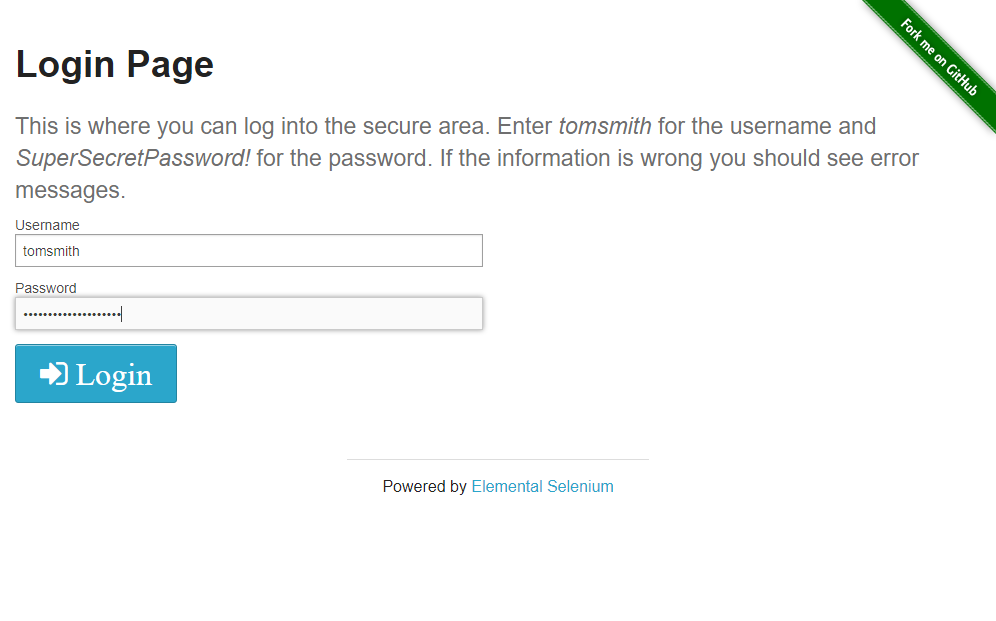 Fork me on GitHub
Login Page
This is where you can log into the secure area. Enter tomsmith for the username and
SuperSecretPassword! for the password. If the information is wrong you should see error
messages.
Username
tomsmith
Password
••••••••••••••••••••
Login
Powered by Elemental Selenium